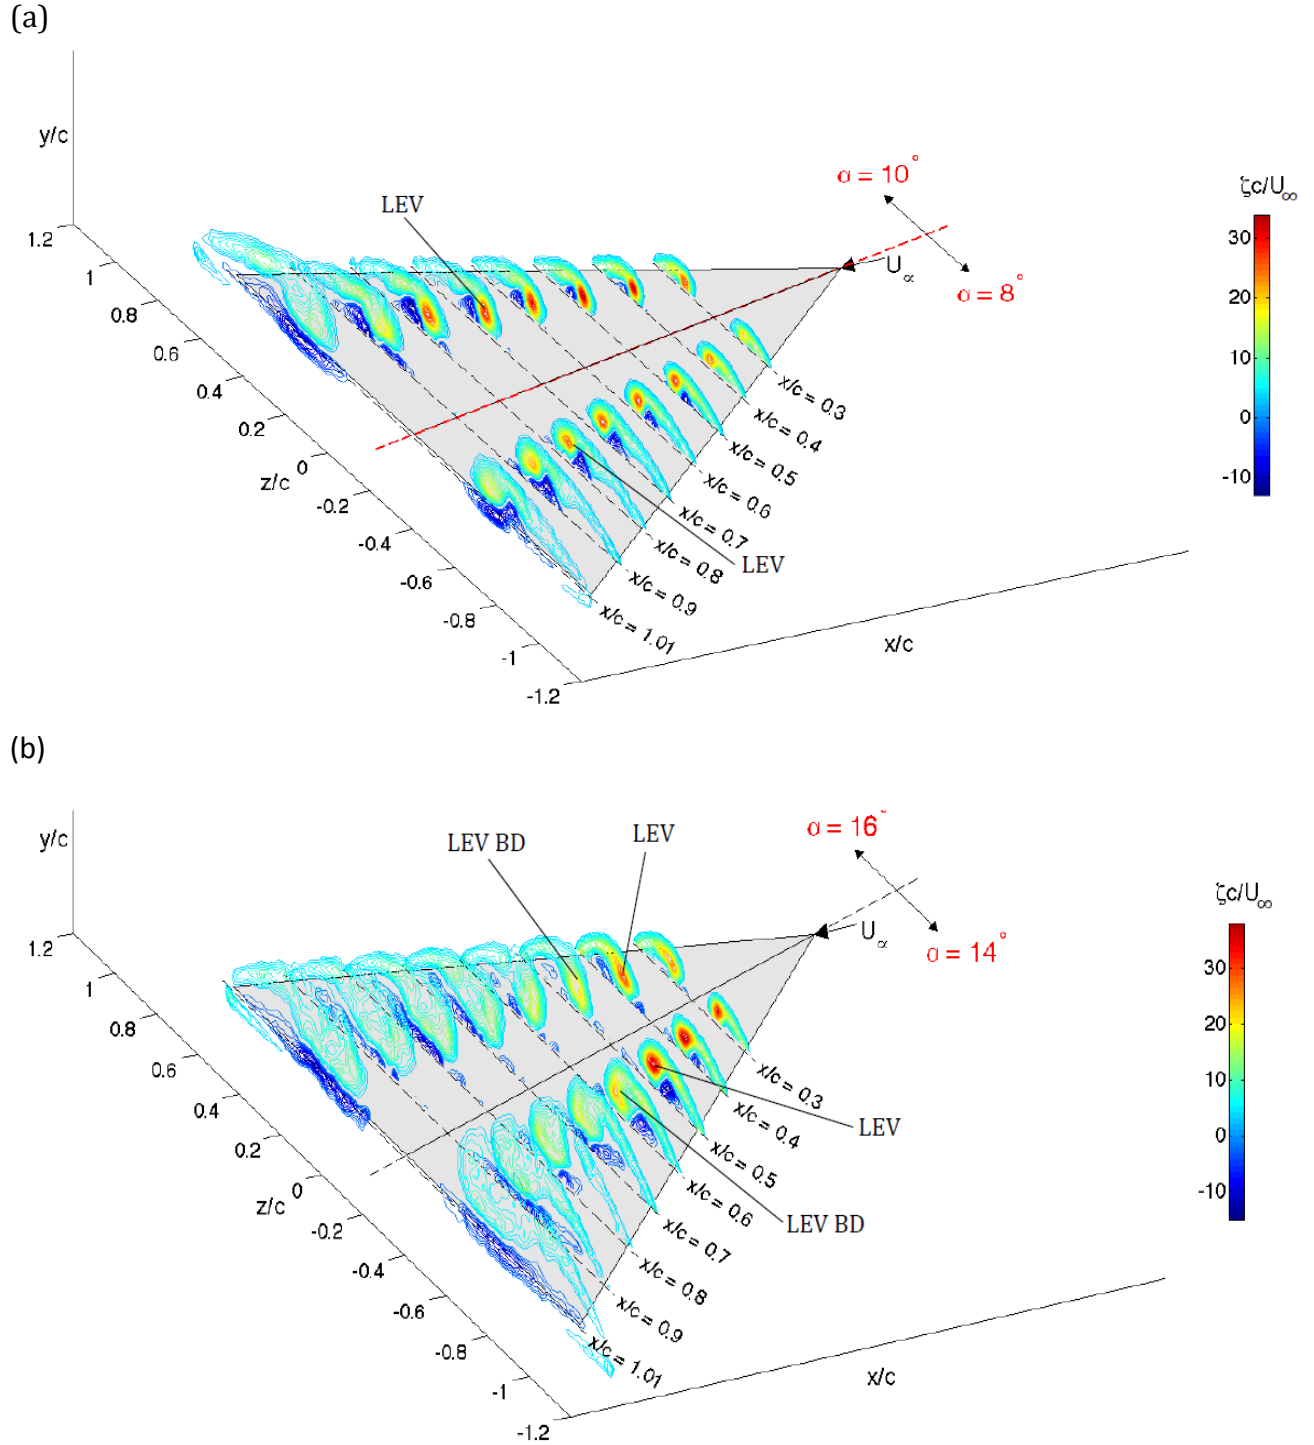 (a)
y/c
α = 10°
ζc/U∞
LEV
30
1.2
U α
1
α = 8°
20
0.8
0.6
10
0.4
x/c = 0.3
0
0.2
x/c = 0.4
0
x/c = 0.5
-10
z/c
-0.2
x/c = 0.6
-0.4
x/c = 0.7
-0.6
x/c = 0.8
LEV
-0.8
x/c = 0.9
-1
x/c = 1.01
x/c
-1.2
(b)
y/c
α = 16°
LEV BD
LEV
ζc/U∞
1.2
U α
30
1
α = 14°
0.8
20
0.6
10
0.4
x/c = 0.3
0.2
x/c = 0.4
LEV
0
0
x/c = 0.5
z/c
-10
-0.2
x/c = 0.6
LEV BD
-0.4
x/c = 0.7
-0.6
x/c = 0.8
-0.8
x/c = 0.9
-1
x/c = 1.01
x/c
-1.2